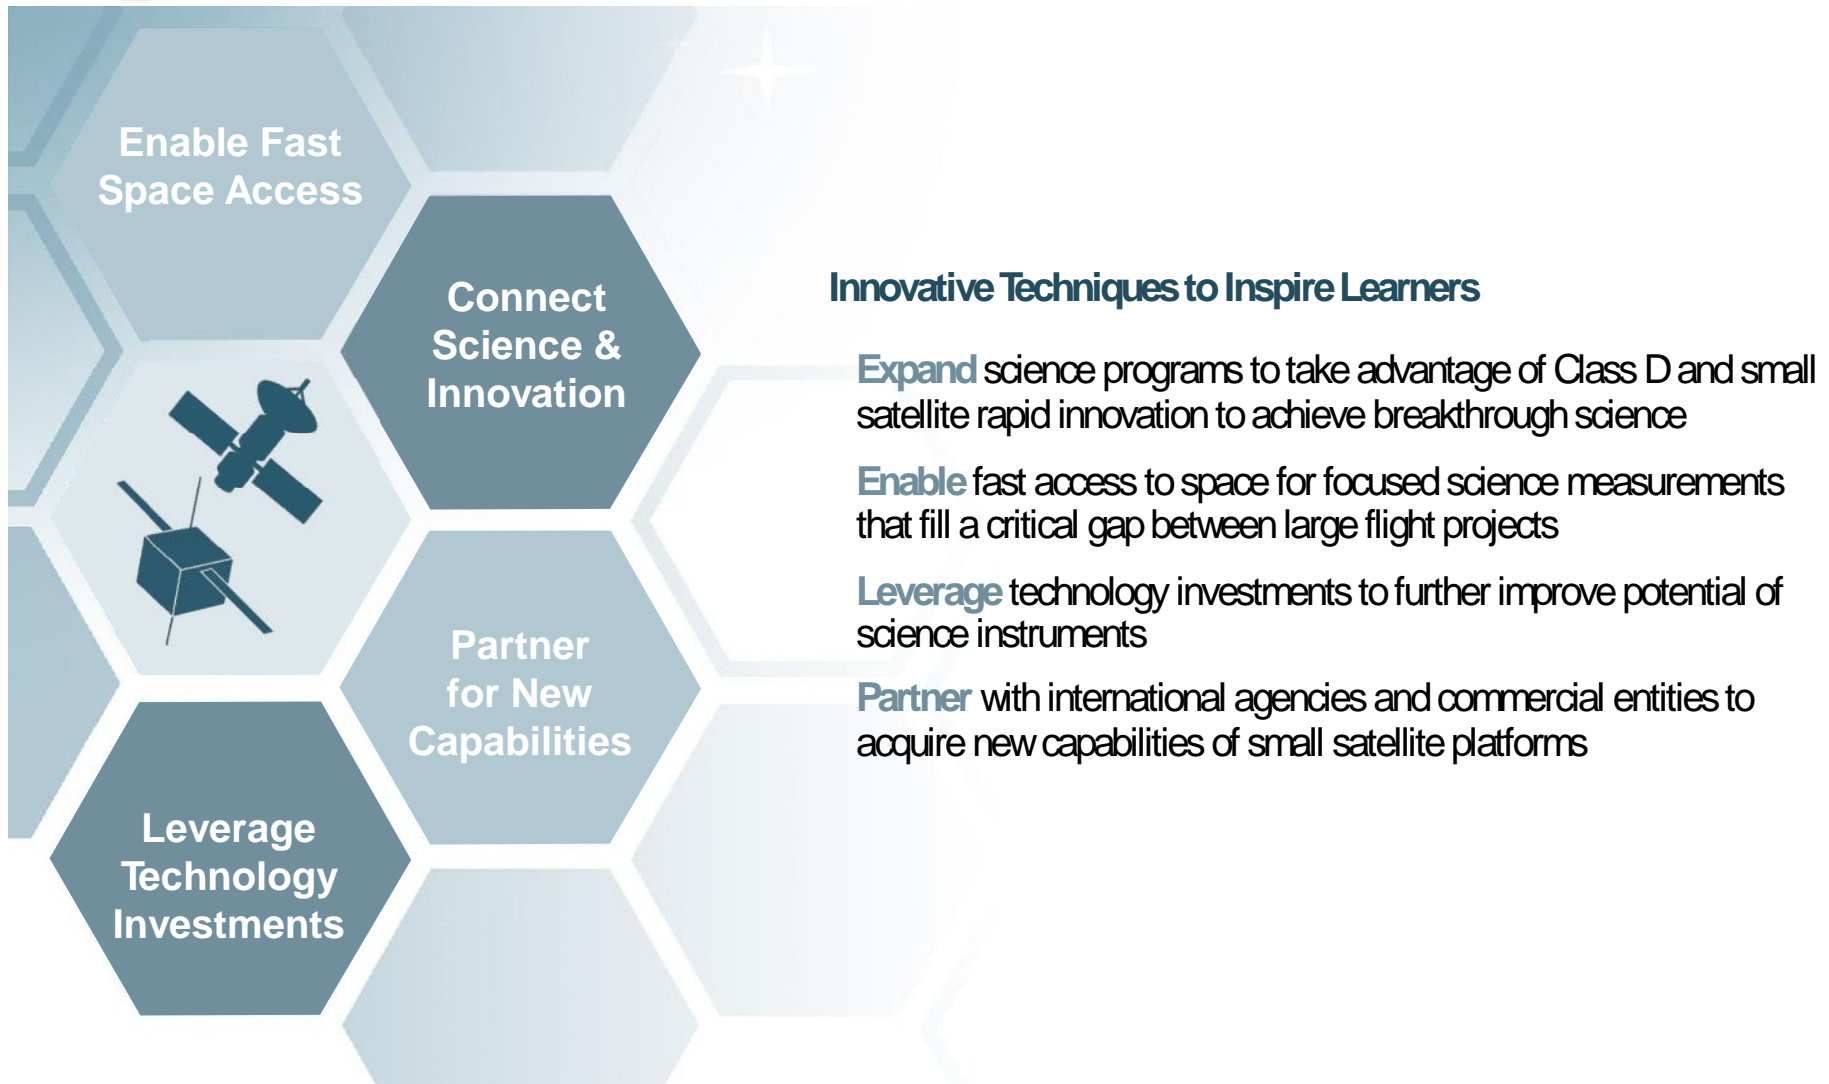 Enable Fast
Space Access
Connect
Science &
Innovation
Partner
for New
Capabilities
Leverage
Technology
Investments
Innovative Techniques to Inspire Learners
Expand science programs to take advantage of Class D and small
satellite rapid innovation to achieve breakthrough science
Enable fast access to space for focused science measurements
that fill a critical gap between large flight projects
Leverage technology investments to further improve potential of
science instruments
Partner with international agencies and commercial entities to
acquire new capabilities of small satellite platforms